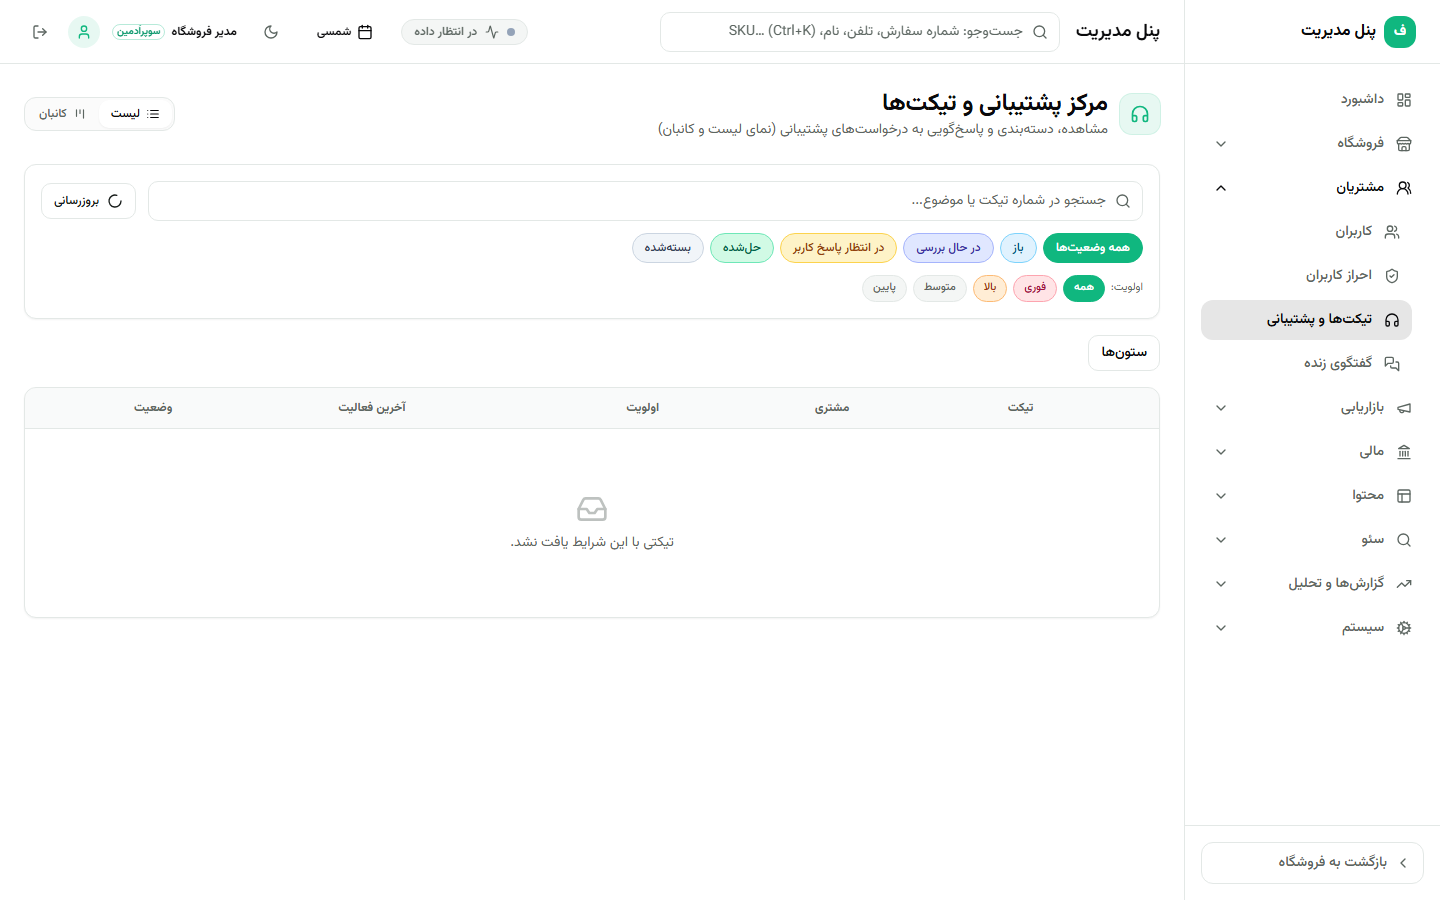 ف پنل مدیریت
پنل مدیریت
جست‌وجو: شماره سفارش، تلفن، نام، SKU... (Ctrl+K)
در انتظار داده
شمسی
مدیر فروشگاه سوپرادمین
داشبورد
فروشگاه
مشتریان
کاربران
احراز کاربران
تیکت‌ها و پشتیبانی
گفتگوی زنده
بازاریابی
مالی
محتوا
سئو
گزارش‌ها و تحلیل
سیستم
بازگشت به فروشگاه
مرکز پشتیبانی و تیکت‌ها
مشاهده، دسته‌بندی و پاسخ‌گویی به درخواست‌های پشتیبانی (نمای لیست و کانبان)
لیست کانبان
جستجو در شماره تیکت یا موضوع...
بروزرسانی
همه وضعیت‌ها باز در حال بررسی در انتظار پاسخ کاربر حل‌شده بسته‌شده
اولویت: همه فوری بالا متوسط پایین
ستون‌ها
تیکت مشتری اولویت آخرین فعالیت وضعیت
تیکتی با این شرایط یافت نشد.